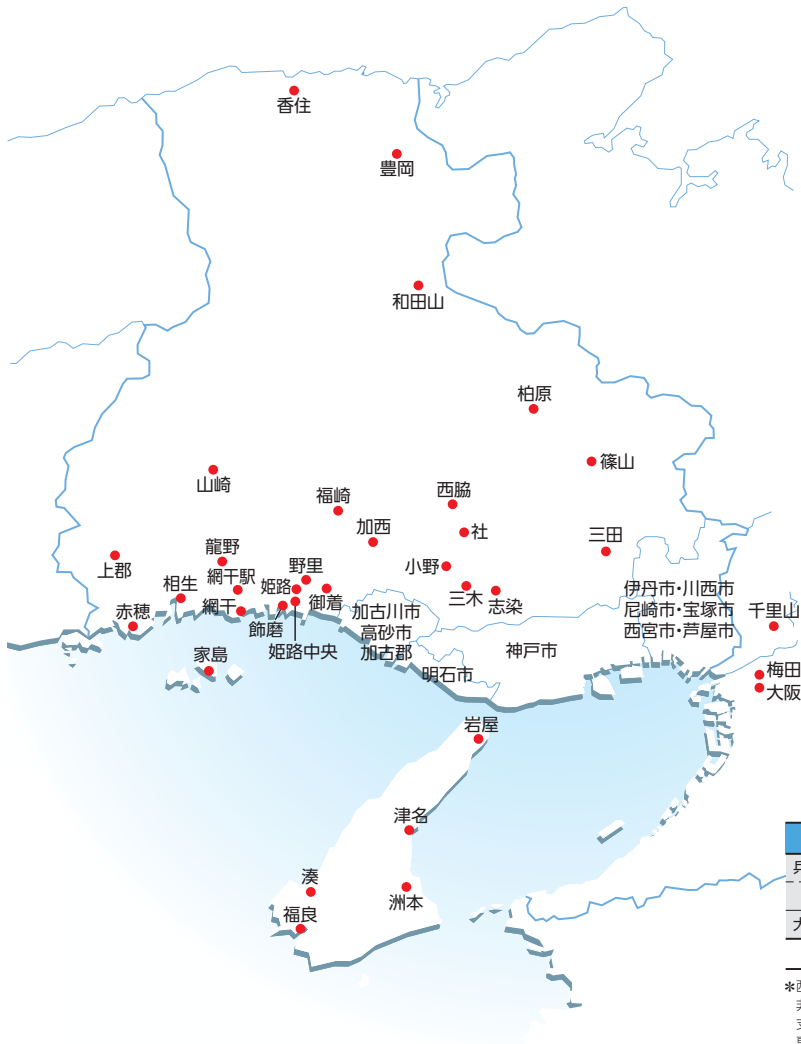 香住
豊岡
和田山
柏原
篠山
山崎
福崎
西脇
加西
社
三田
上郡
龍野
小野
網干駅
野里
相生
姫路
御着
三木
志染
赤穂
網干
飾磨
姫路中央
加古川市
高砂市
加古郡
明石市
神戸市
伊丹市・川西市
尼崎市・宝塚市
西宮市・芦屋市
千里山
梅田
大阪
家島
岩屋
津名
湊
洲本
福良